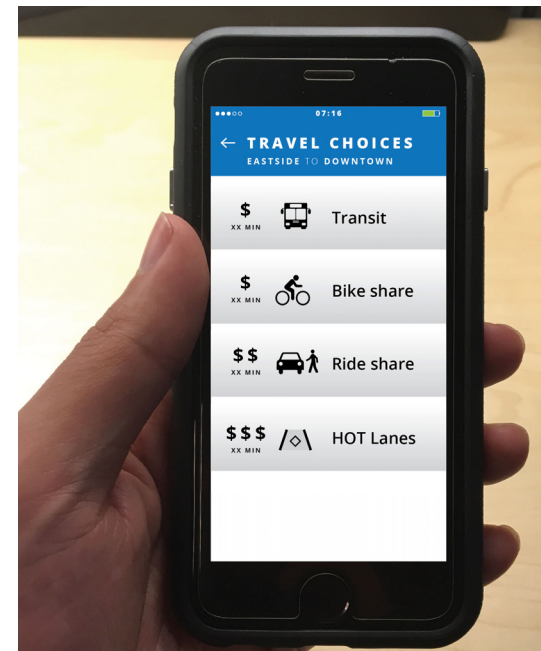 07:16
← TRAVEL CHOICES
EASTSIDE TO DOWNTOWN
$
XX MIN
Transit
$
XX MIN
Bike share
$$
XX MIN
Ride share
$$$
XX MIN
HOT Lanes